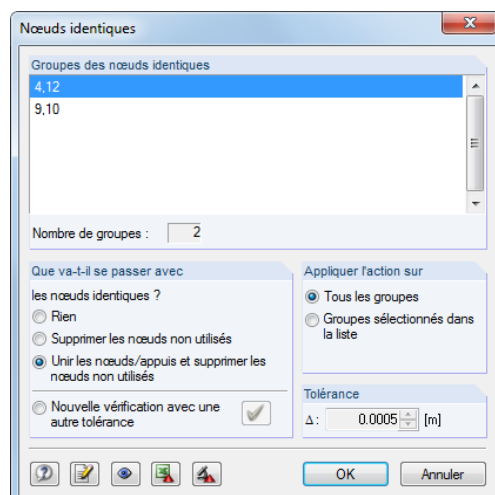 Nœuds identiques
Groupes des nœuds identiques
4,12
9,10
Nombre de groupes : 2
Que va-t-il se passer avec
les nœuds identiques ?
Rien
Supprimer les nœuds non utilisés
Unir les nœuds/appuis et supprimer les
nœuds non utilisés
Nouvelle vérification avec une
autre tolérance
Appliquer l'action sur
Tous les groupes
Groupes sélectionnés dans
la liste
Tolérance
Δ : 0.0005 [m]
OK
Annuler